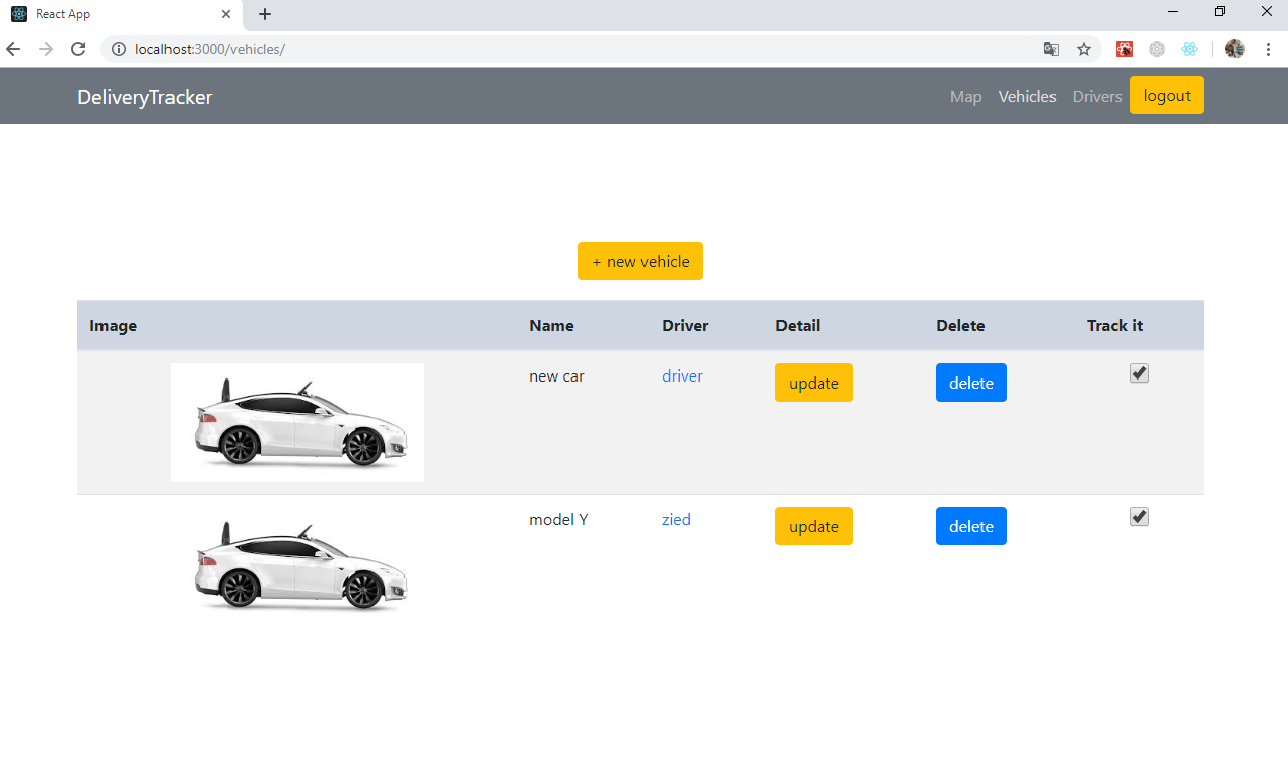 React App
localhost:3000/vehicles/
DeliveryTracker Map Vehicles Drivers logout
+ new vehicle
Image Name Driver Detail Delete Track it
new car driver update delete
model Y zied update delete